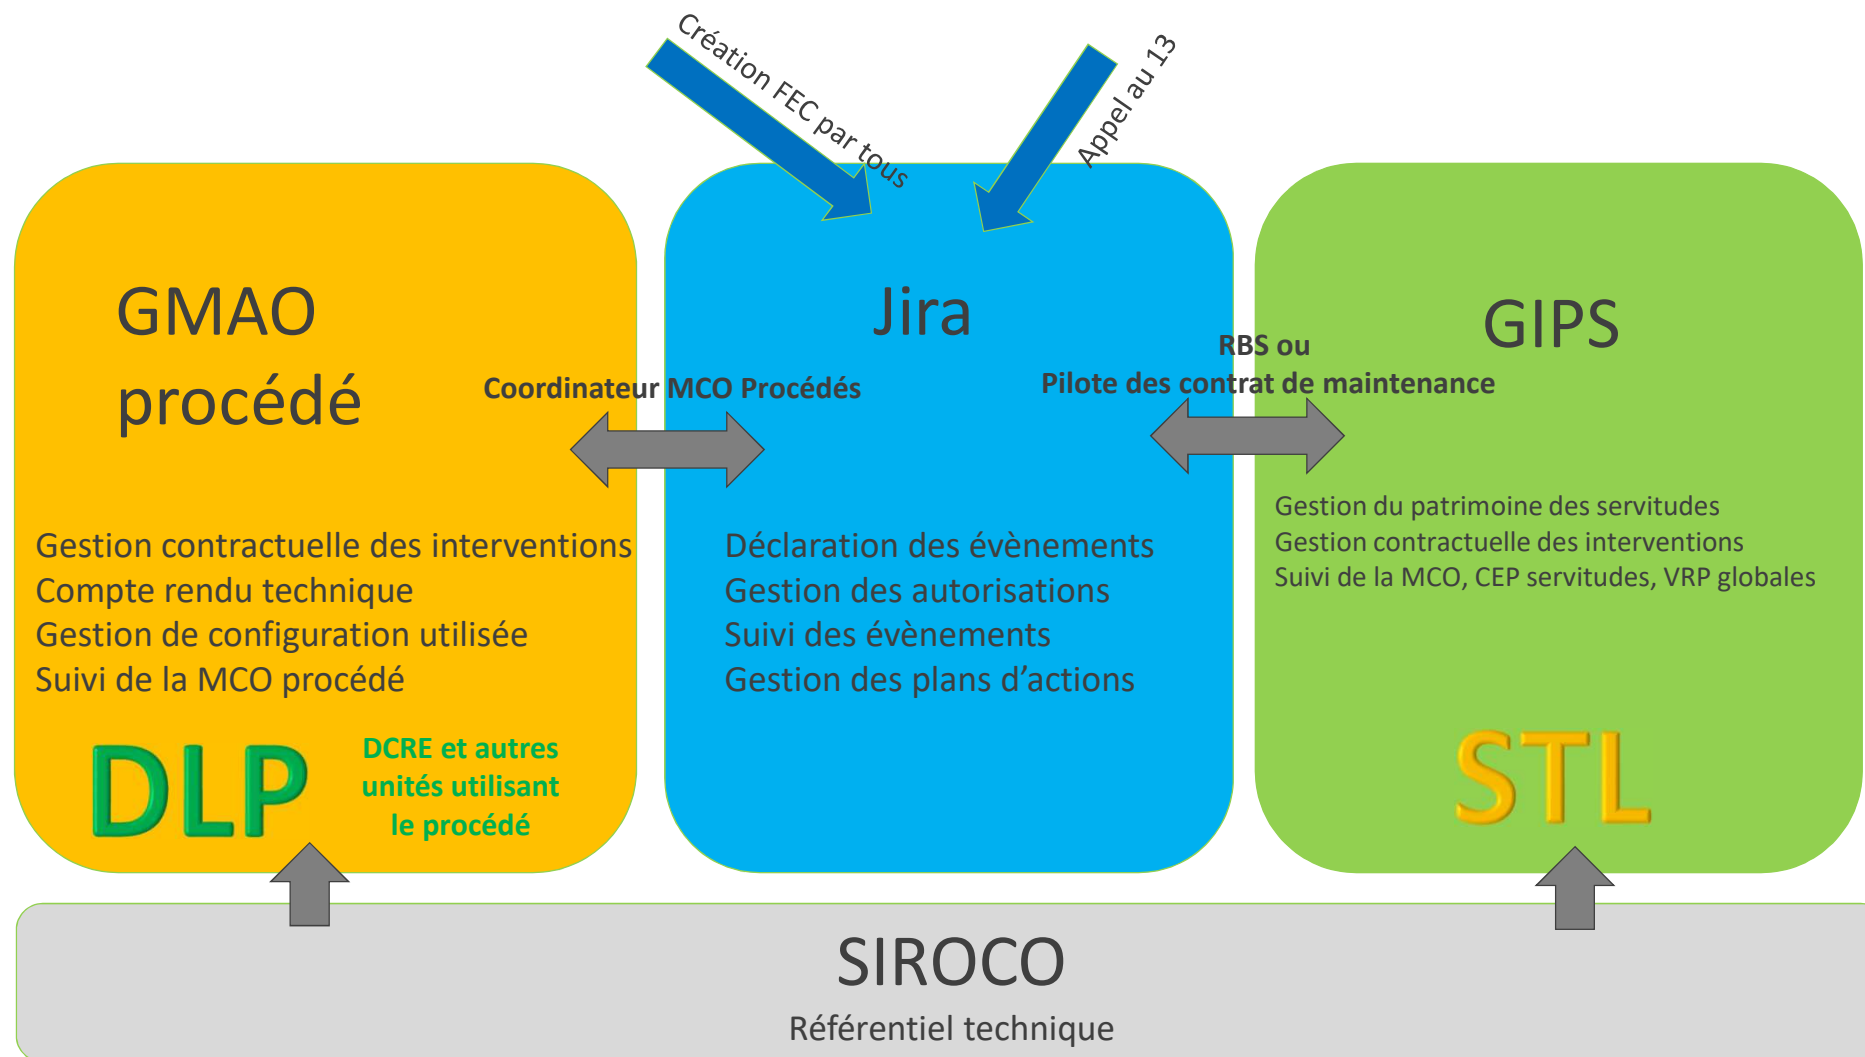 Création FEC par tous
Appel au 13
GMAO
procédé
Coordinateur MCO Procédés
Gestion contractuelle des interventions
Compte rendu technique
Gestion de configuration utilisée
Suivi de la MCO procédé
DLP
DCRE et autres
unités utilisant
le procédé
Jira
Déclaration des évènements
Gestion des autorisations
Suivi des évènements
Gestion des plans d’actions
RBS ou
Pilote des contrat de maintenance
GIPS
Gestion du patrimoine des servitudes
Gestion contractuelle des interventions
Suivi de la MCO, CEP servitudes, VRP globales
STL
SIROCO
Référentiel technique